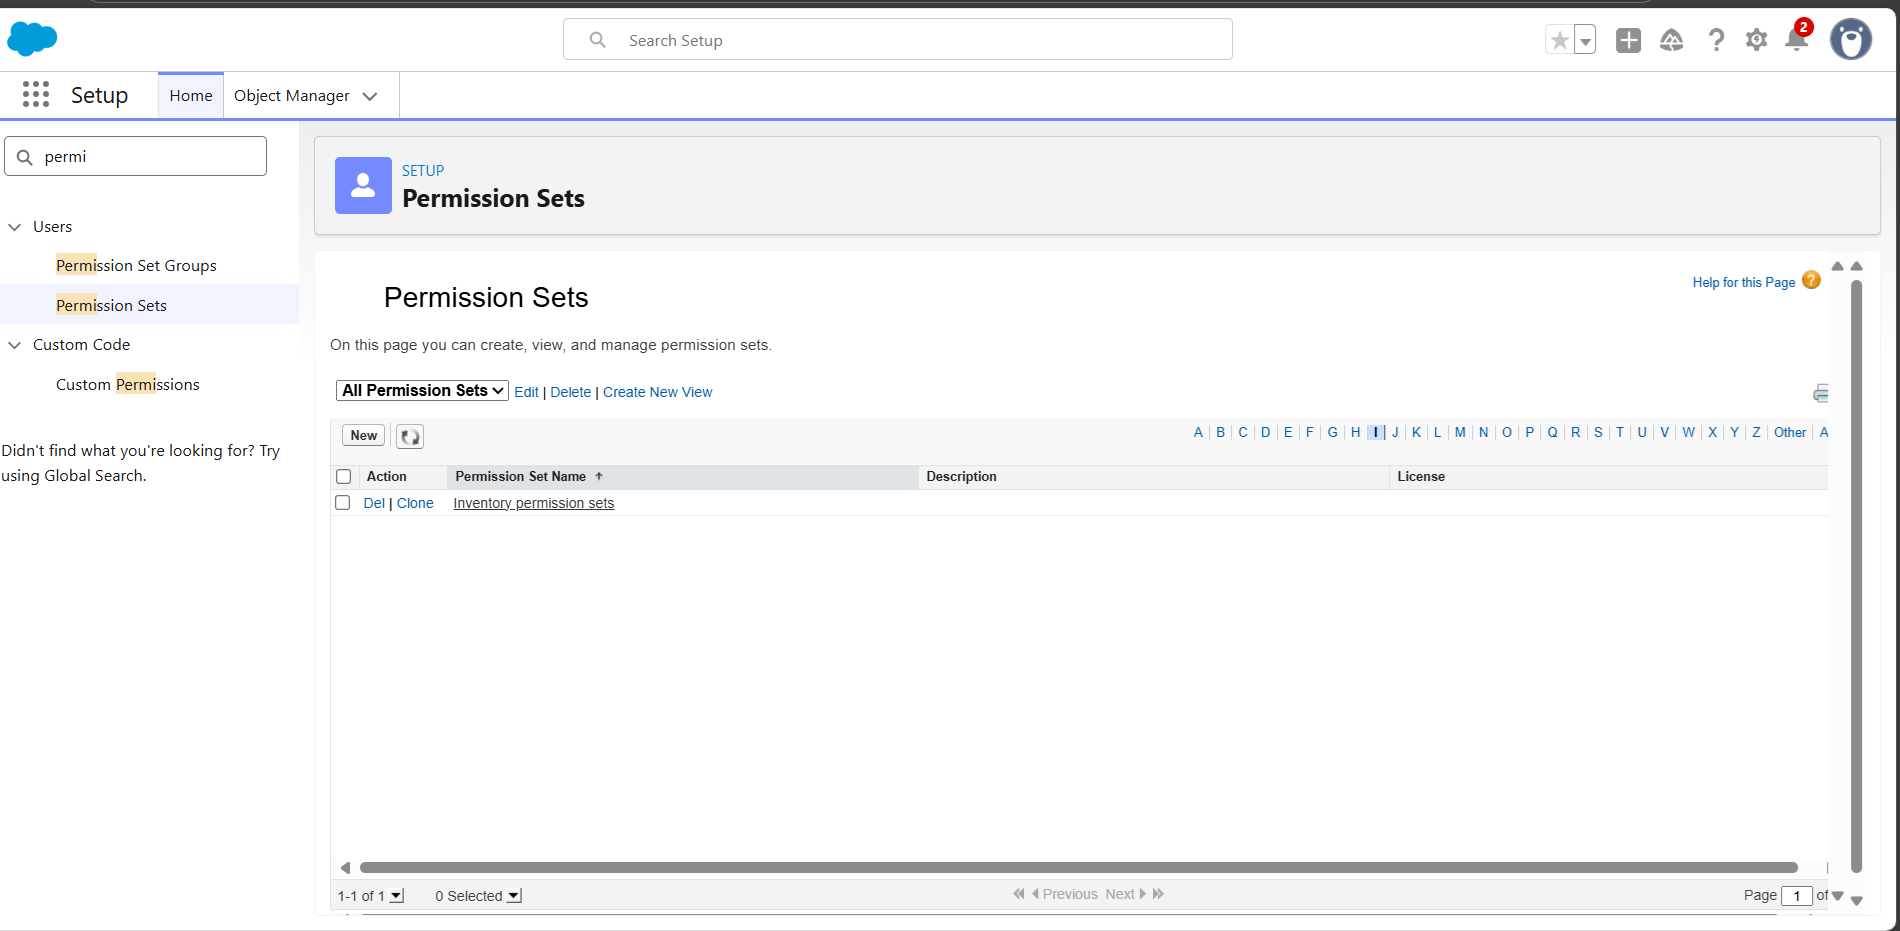 Search Setup
2
Setup
Home
Object Manager
permi
Users
Permission Set Groups
Permission Sets
Custom Code
Custom Permissions
Didn't find what you're looking for? Try
using Global Search.
SETUP
Permission Sets
Permission Sets
Help for this Page ?
On this page you can create, view, and manage permission sets.
All Permission Sets Edit | Delete | Create New View
New
A | B | C | D | E | F | G | H | I | J | K | L | M | N | O | P | Q | R | S | T | U | V | W | X | Y | Z | Other | A
Action Permission Set Name ↑ Description License
Del | Clone Inventory permission sets
1-1 of 1 0 Selected Previous Next Page 1 of